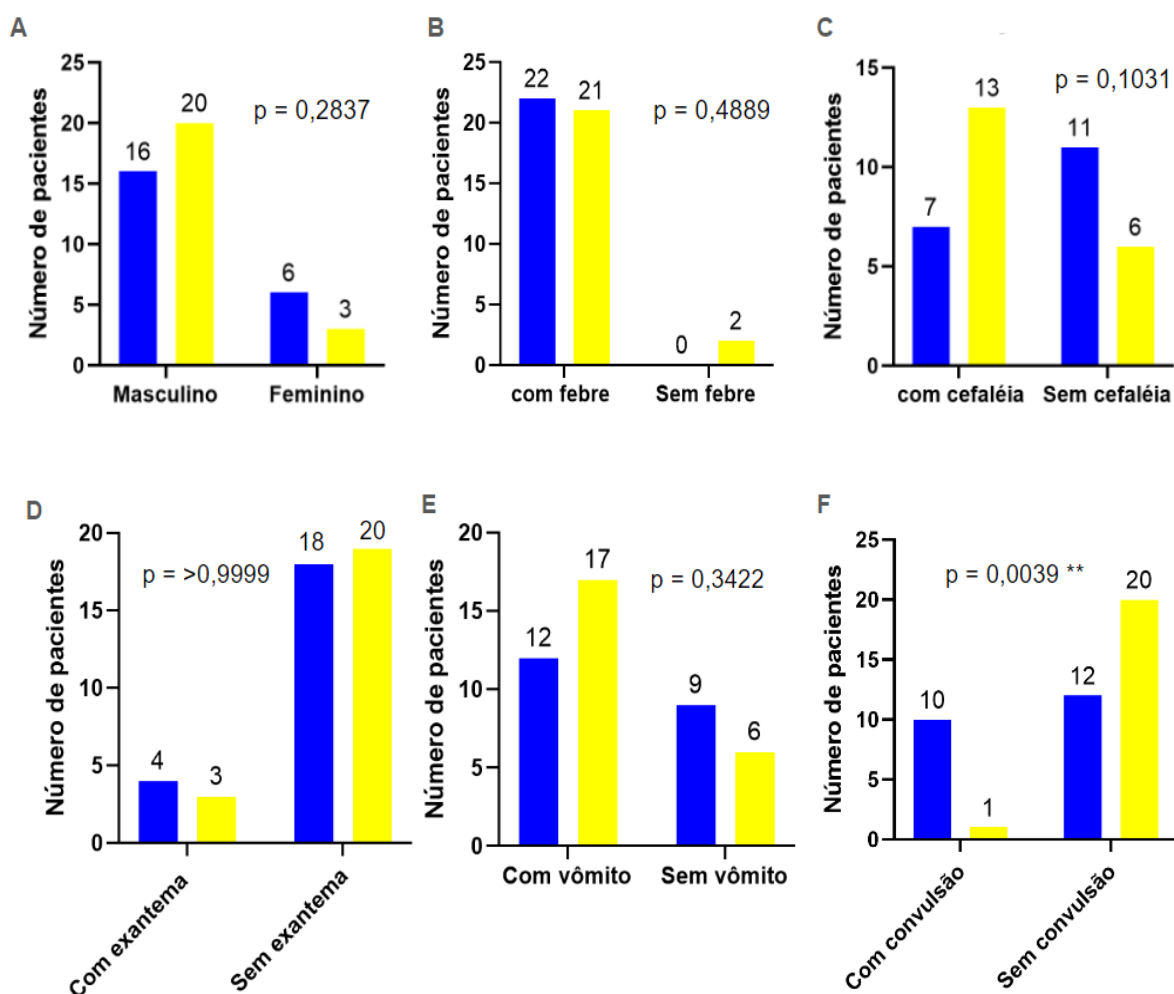 A
Número de pacientes
25
20
15
10
5
0
16
20
6
3
p = 0,2837
Masculino
Feminino
B
Número de pacientes
25
20
15
10
5
0
22
21
0
2
p = 0,4889
com febre
Sem febre
C
Número de pacientes
15
10
5
0
7
13
11
6
p = 0,1031
com cefaléia
Sem cefaléia
D
Número de pacientes
20
15
10
5
0
4
3
18
20
p = >0,9999
Com exantema
Sem exantema
E
Número de pacientes
20
15
10
5
0
12
17
9
6
p = 0,3422
Com vômito
Sem vômito
F
Número de pacientes
25
20
15
10
5
0
10
1
12
20
p = 0,0039 **
Com convulsão
Sem convulsão